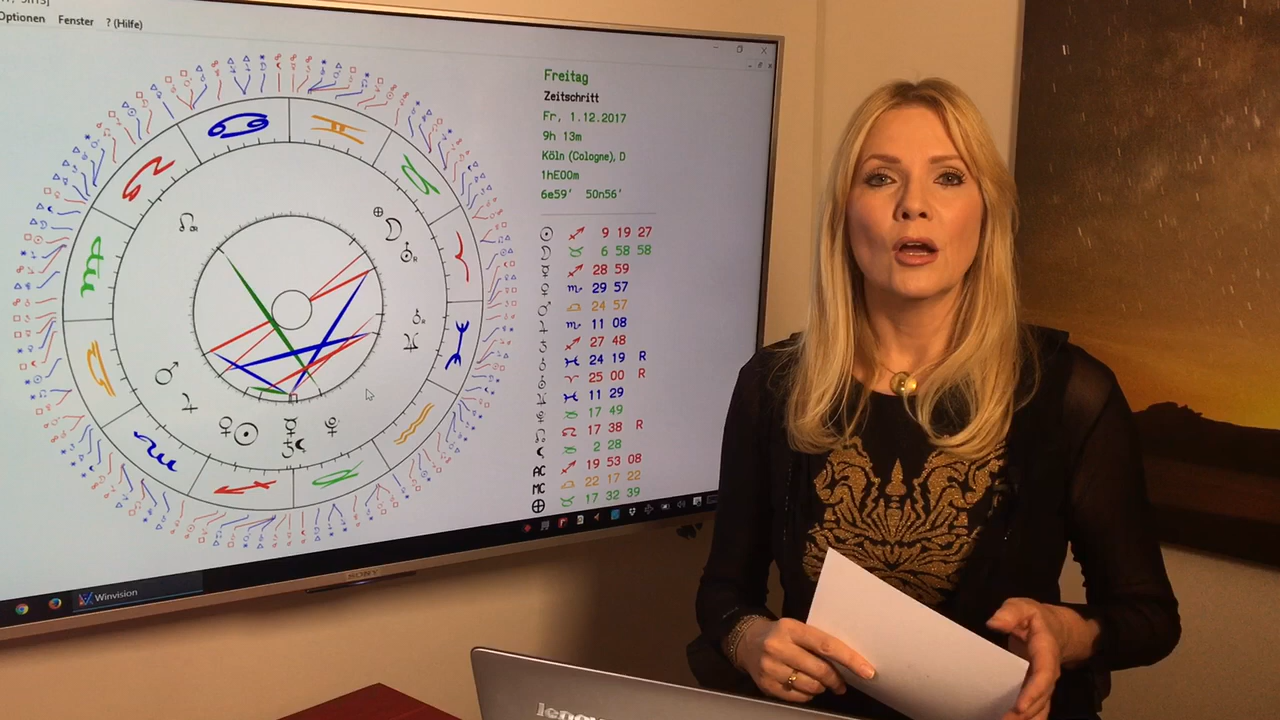 Optionen Fenster ? (Hilfe)
Freitag
Zeitschritt
Fr, 1.12.2017
9h 13m
Köln (Cologne), D
1hE00m
6e59' 50n56'
☉ ♐ 9 19 27
☽ ♉ 6 58 58
☿ ♐ 28 59
♀ ♏ 29 57
♂ ♎ 24 57
♃ ♏ 11 08
♄ ♐ 27 48
♓ 24 19 R
♈ 25 00 R
♓ 11 29
17 49
☊ ♌ 17 38 R
2 28
AC ♐ 19 53 08
MC ♎ 22 17 22
⊕ 17 32 39
SONY
Winvision
lenovo